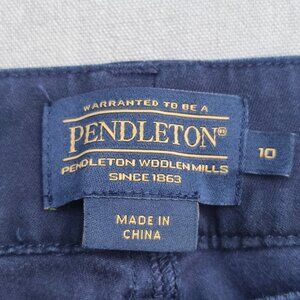 WARRANTED TO BE A
PENDLETON®
PENDLETON WOOLEN MILLS
SINCE 1863
10
MADE IN
CHINA